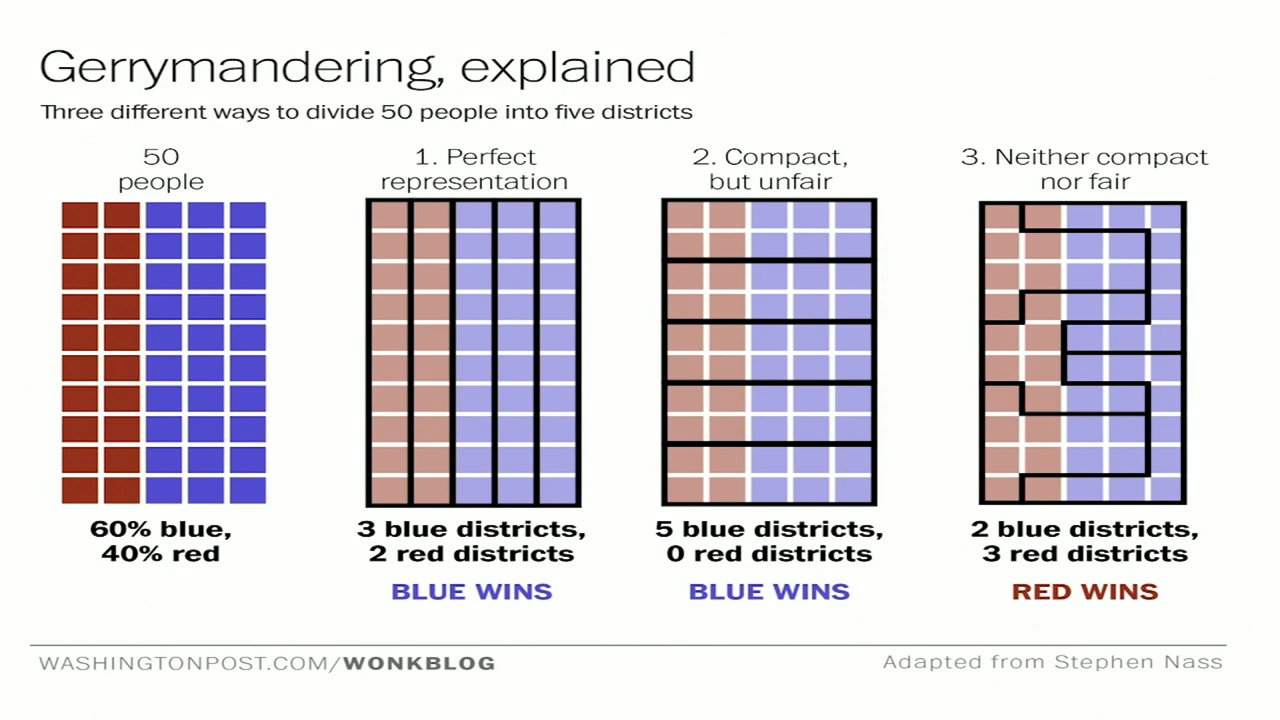 Gerrymandering, explained
Three different ways to divide 50 people into five districts
50
people
60% blue,
40% red
1. Perfect
representation
3 blue districts,
2 red districts
BLUE WINS
2. Compact,
but unfair
5 blue districts,
0 red districts
BLUE WINS
3. Neither compact
nor fair
2 blue districts,
3 red districts
RED WINS
WASHINGTONPOST.COM/WONKBLOG
Adapted from Stephen Nass